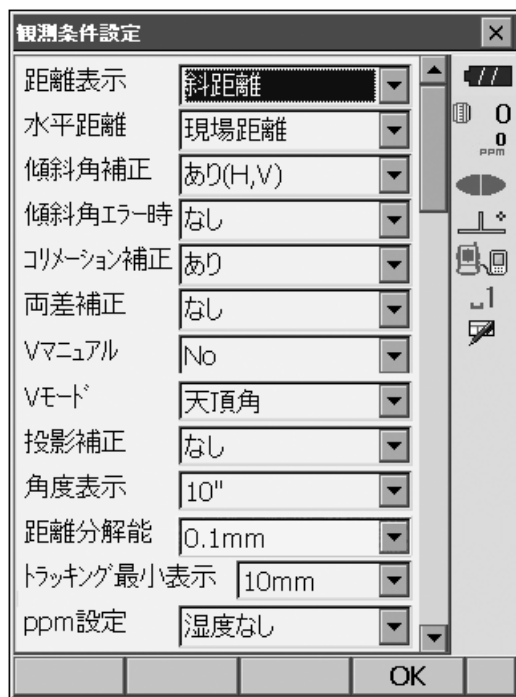 観測条件設定
距離表示 斜距離
水平距離 現場距離
傾斜角補正 あり(H,V)
傾斜角エラー時 なし
コリメーション補正 あり
両差補正 なし
Vマニュアル No
Vモード 天頂角
投影補正 なし
角度表示 10"
距離分解能 0.1mm
トラッキング最小表示 10mm
ppm設定 湿度なし
OK
0
0
ppm
1